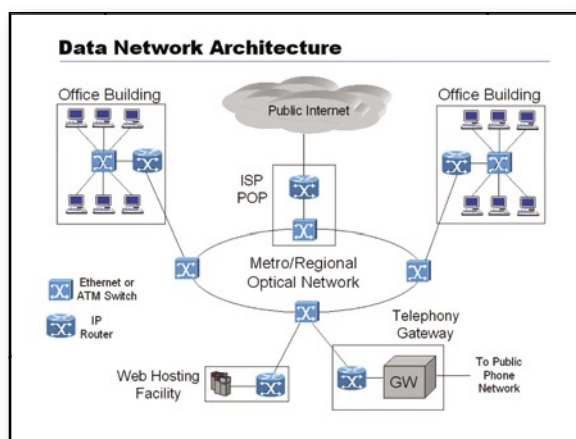 Data Network Architecture
Office Building
Public Internet
Office Building
ISP
POP
Metro/Regional
Optical Network
Ethernet or
ATM Switch
IP
Router
Telephony
Gateway
Web Hosting
Facility
GW
To Public
Phone
Network